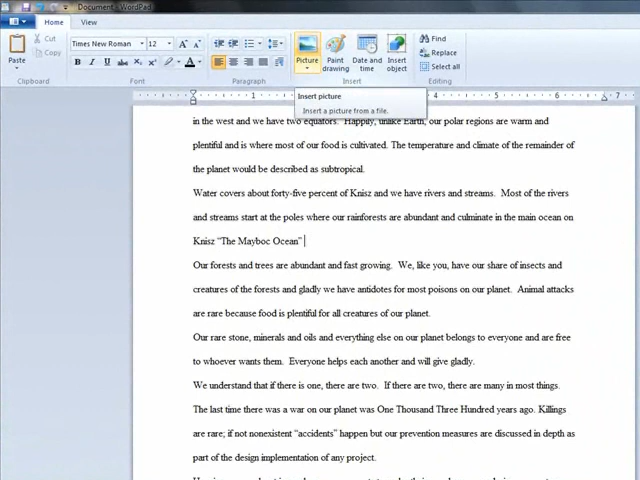 Document - WordPad
Home View
Cut
Copy
Paste
Clipboard
Times New Roman 12
Font
Paragraph
Picture
Paint drawing
Date and time
Insert object
Insert
Find
Replace
Select all
Editing
Insert picture
Insert a picture from a file.
in the west and we have two equators. Happily, unlike Earth, our polar regions are warm and
plentiful and is where most of our food is cultivated. The temperature and climate of the remainder of
the planet would be described as subtropical.
Water covers about forty-five percent of Knisz and we have rivers and streams. Most of the rivers
and streams start at the poles where our rainforests are abundant and culminate in the main ocean on
Knisz “The Mayboc Ocean”
Our forests and trees are abundant and fast growing. We, like you, have our share of insects and
creatures of the forests and gladly we have antidotes for most poisons on our planet. Animal attacks
are rare because food is plentiful for all creatures of our planet.
Our rare stone, minerals and oils and everything else on our planet belongs to everyone and are free
to whoever wants them. Everyone helps each another and will give gladly.
We understand that if there is one, there are two. If there are two, there are many in most things.
The last time there was a war on our planet was One Thousand Three Hundred years ago. Killings
are rare; if not nonexistent “accidents” happen but our prevention measures are discussed in depth as
part of the design implementation of any project.